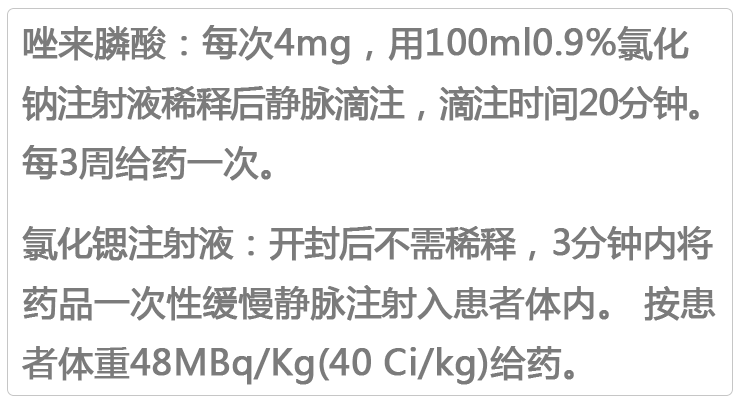 唑来膦酸：每次4mg，用100ml0.9%氯化
钠注射液稀释后静脉滴注，滴注时间20分钟。
每3周给药一次。
氯化锶注射液：开封后不需稀释，3分钟内将
药品一次性缓慢静脉注射入患者体内。 按患
者体重48MBq/Kg(40 Ci/kg)给药。